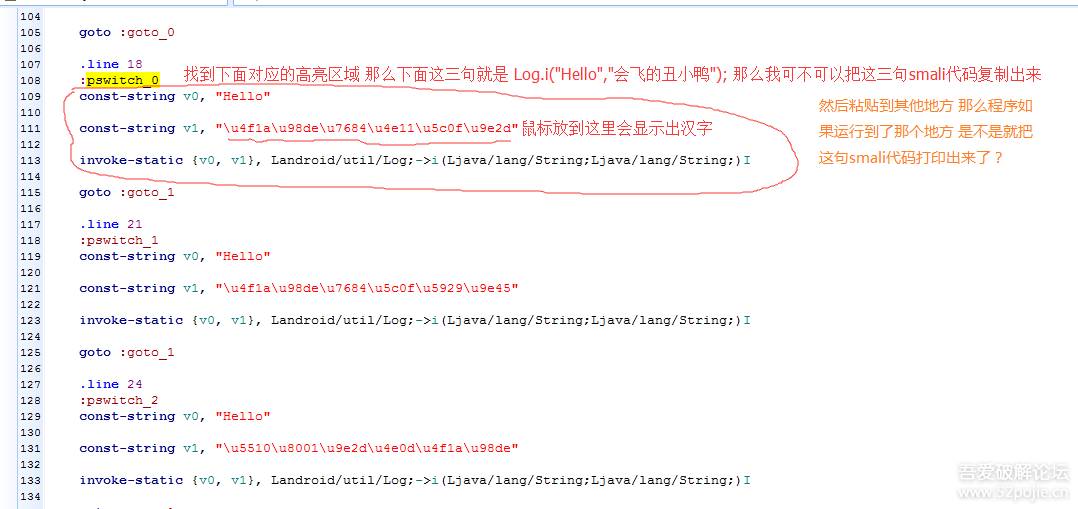 104
105 goto :goto_0
106
107 .line 18
108 :pswitch_0 找到下面对应的高亮区域 那么下面这三句就是 Log.i("Hello","会飞的丑小鸭"); 那么我可不可以把这三句smali代码复制出来
109 const-string v0, "Hello"
然后粘贴到其他地方 那么程序如
110
111 const-string v1, "\u4f1a\u98de\u7684\u4e11\u5c0f\u9e2d" 鼠标放到这里会显示出汉字
果运行到了那个地方 是不是就把
112
113 invoke-static {v0, v1}, Landroid/util/Log;->i(Ljava/lang/String;Ljava/lang/String;)I
这句smali代码打印出来了？
114
115 goto :goto_1
116
117 .line 21
118 :pswitch_1
119 const-string v0, "Hello"
120
121 const-string v1, "\u4f1a\u98de\u7684\u5c0f\u5929\u9e45"
122
123 invoke-static {v0, v1}, Landroid/util/Log;->i(Ljava/lang/String;Ljava/lang/String;)I
124
125 goto :goto_1
126
127 .line 24
128 :pswitch_2
129 const-string v0, "Hello"
130
131 const-string v1, "\u5510\u8001\u9e2d\u4e0d\u4f1a\u98de"
132
133 invoke-static {v0, v1}, Landroid/util/Log;->i(Ljava/lang/String;Ljava/lang/String;)I
134
吾爱破解论坛
www.52pojie.cn